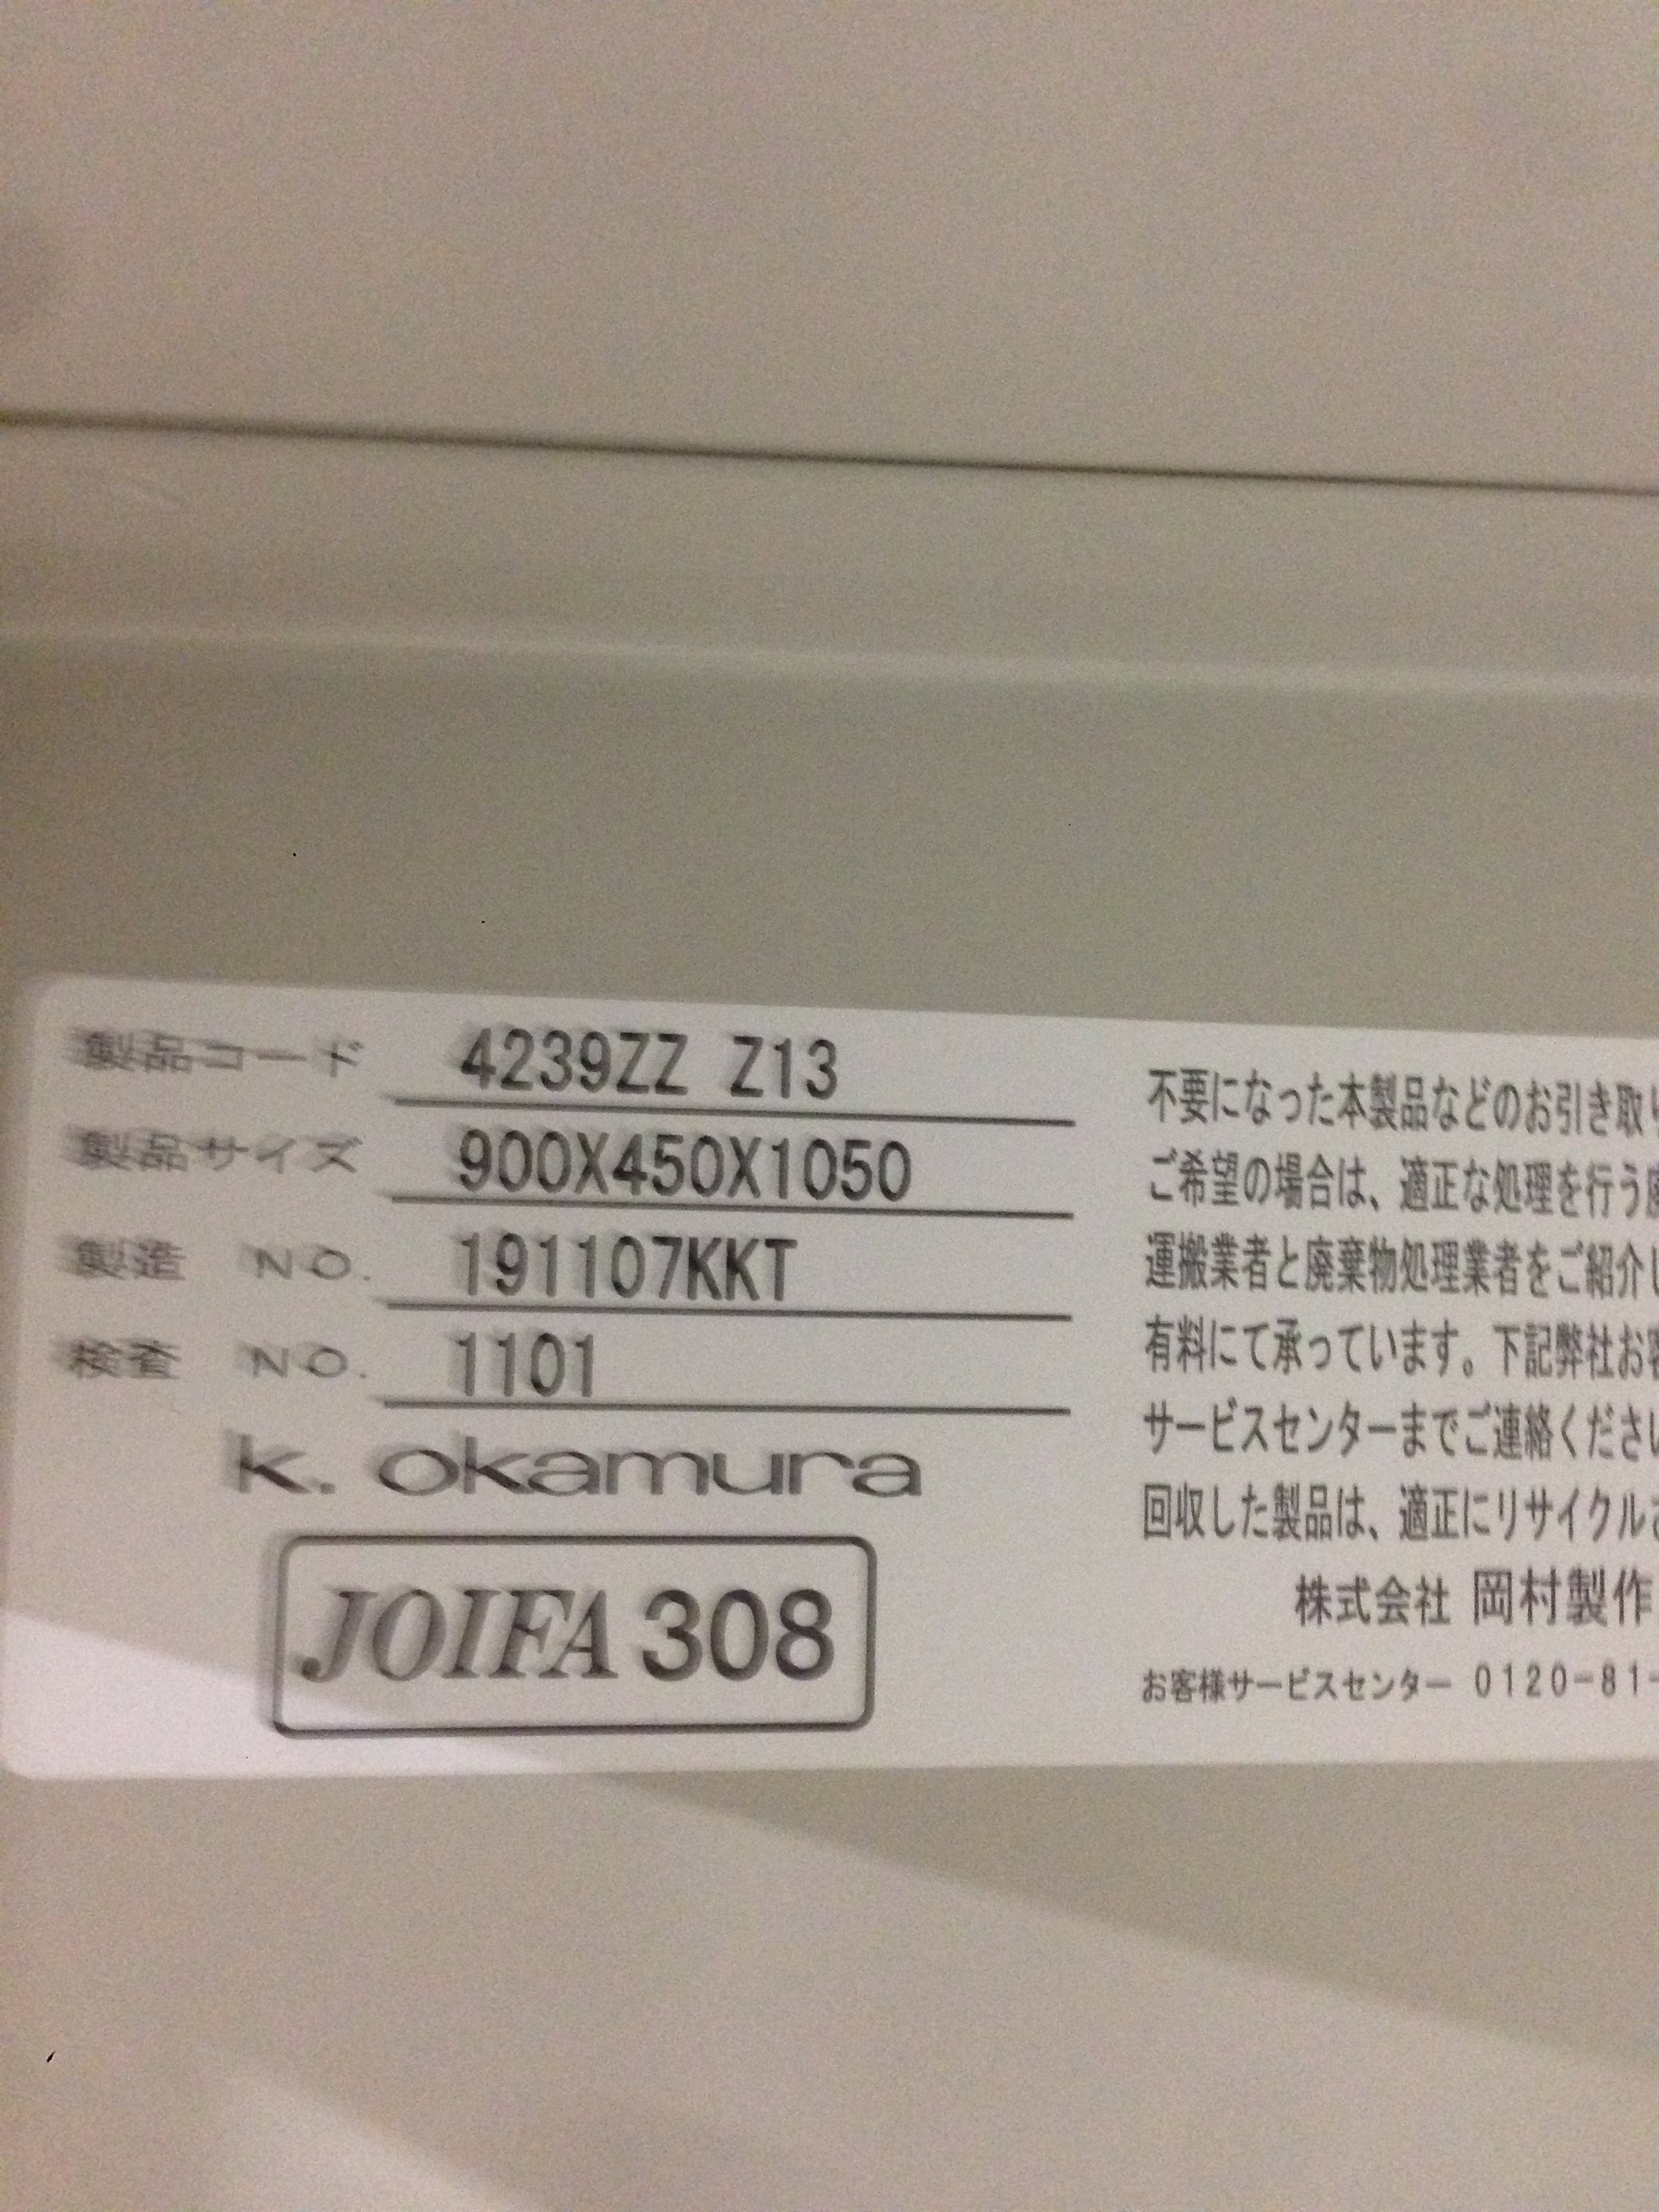 製品コード 4239ZZ Z13
製品サイズ 900X450X1050
製造 NO. 191107KKT
検査 NO. 1101
k. okamura
JOIFA 308
不要になった本製品などのお引き取り
ご希望の場合は、適正な処理を行う廃
運搬業者と廃棄物処理業者をご紹介し
有料にて承っています。下記弊社お客
サービスセンターまでご連絡ください
回収した製品は、適正にリサイクルさ
株式会社 岡村製作
お客様サービスセンター 0120-81-